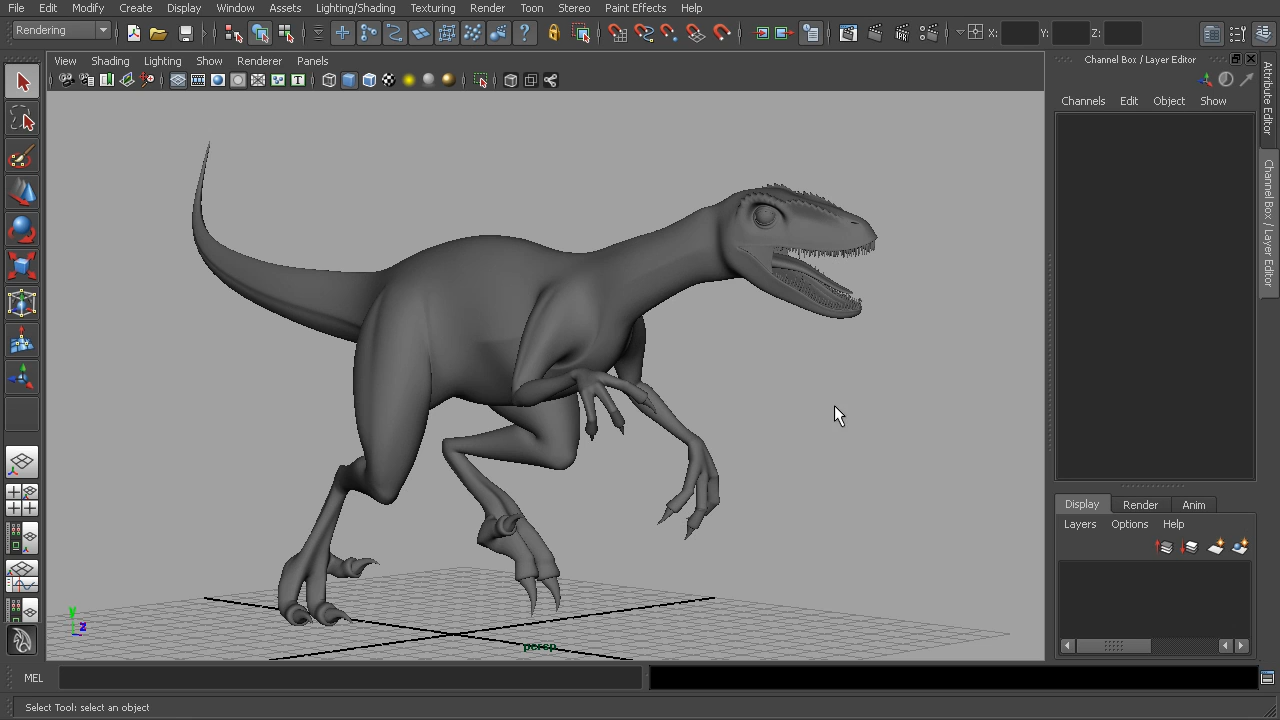 File Edit Modify Create Display Window Assets Lighting/Shading Texturing Render Toon Stereo Paint Effects Help
Rendering X: Y: Z:
View Shading Lighting Show Renderer Panels
Channel Box / Layer Editor
Channels Edit Object Show
Attribute Editor
Channel Box / Layer Editor
Display Render Anim
Layers Options Help
y
z
persp
MEL
Select Tool: select an object